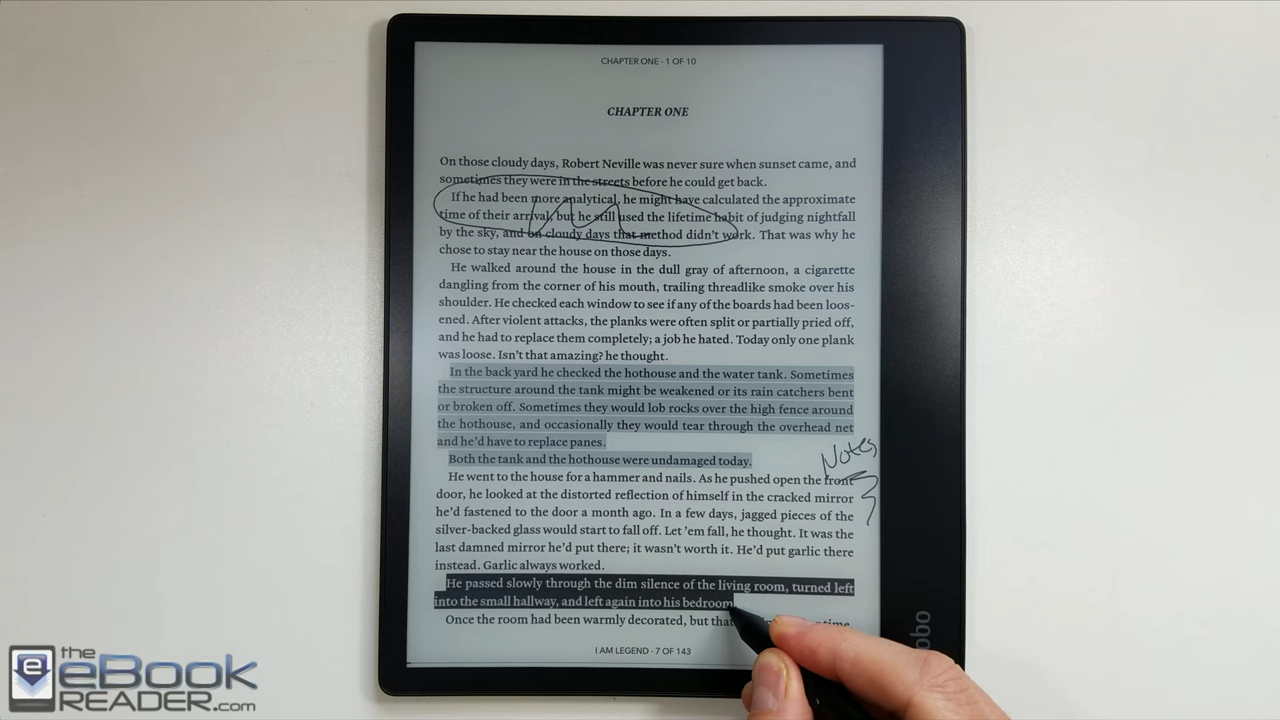 CHAPTER ONE - 1 OF 10
CHAPTER ONE
On those cloudy days, Robert Neville was never sure when sunset came, and
sometimes they were in the streets before he could get back.
If he had been more analytical, he might have calculated the approximate
time of their arrival, but he still used the lifetime habit of judging nightfall
by the sky, and on cloudy days that method didn't work. That was why he
chose to stay near the house on those days.
He walked around the house in the dull gray of afternoon, a cigarette
dangling from the corner of his mouth, trailing threadlike smoke over his
shoulder. He checked each window to see if any of the boards had been loos-
ened. After violent attacks, the planks were often split or partially pried off,
and he had to replace them completely; a job he hated. Today only one plank
was loose. Isn't that amazing? he thought.
In the back yard he checked the hothouse and the water tank. Sometimes
the structure around the tank might be weakened or its rain catchers bent
or broken off. Sometimes they would lob rocks over the high fence around
the hothouse, and occasionally they would tear through the overhead net
and he'd have to replace panes.
Both the tank and the hothouse were undamaged today.
Notes
He went to the house for a hammer and nails. As he pushed open the front
door, he looked at the distorted reflection of himself in the cracked mirror
he'd fastened to the door a month ago. In a few days, jagged pieces of the
silver-backed glass would start to fall off. Let 'em fall, he thought. It was the
last damned mirror he'd put there; it wasn't worth it. He'd put garlic there
instead. Garlic always worked.
He passed slowly through the dim silence of the living room, turned left
into the small hallway, and left again into his bedroom.
Once the room had been warmly decorated, but that time
I AM LEGEND - 7 OF 143
obo
the
eBook
READER.com